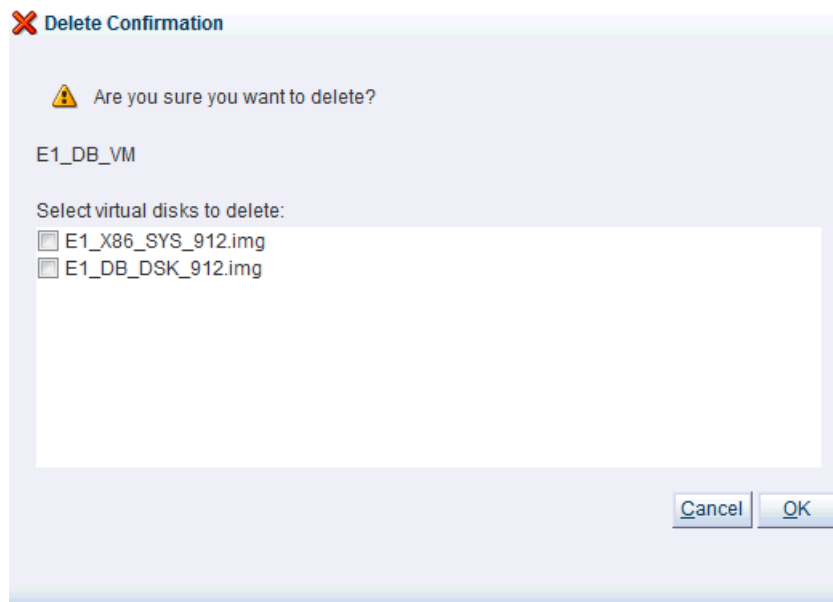 Delete Confirmation
Are you sure you want to delete?
E1_DB_VM
Select virtual disks to delete:
E1_X86_SYS_912.img
E1_DB_DSK_912.img
Cancel OK